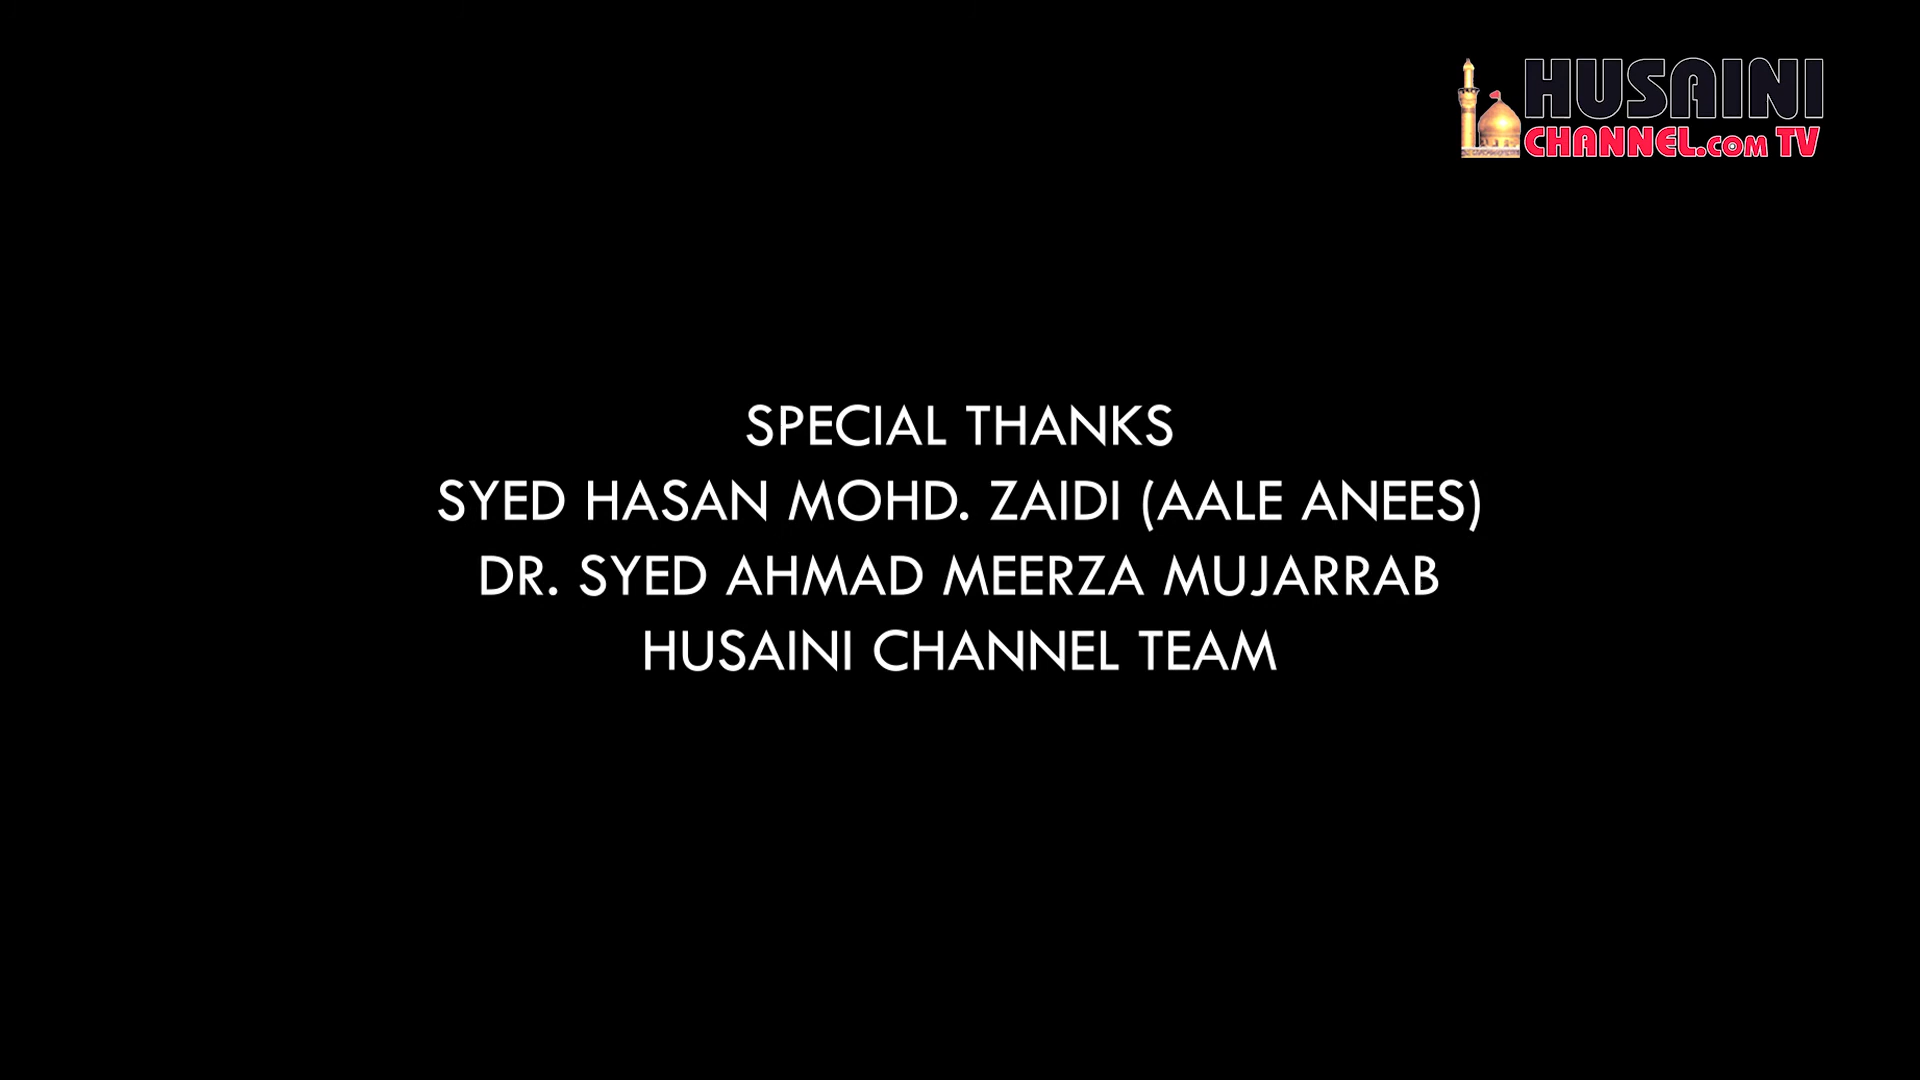 HUSAINI
CHANNEL.COM TV
SPECIAL THANKS
SYED HASAN MOHD. ZAIDI (AALE ANEES)
DR. SYED AHMAD MEERZA MUJARRAB
HUSAINI CHANNEL TEAM